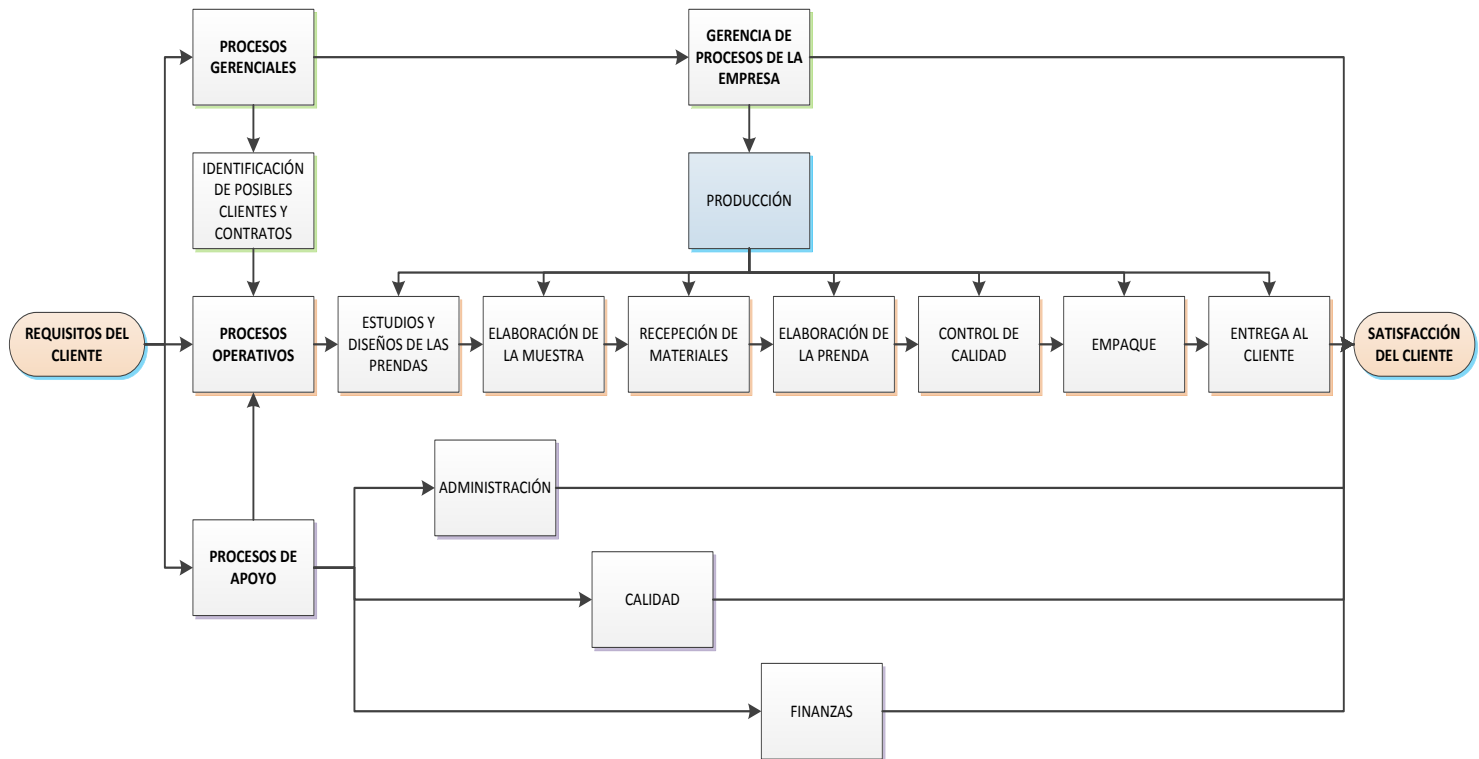 PROCESOS
GERENCIALES
GERENCIA DE
PROCESOS DE LA
EMPRESA
IDENTIFICACIÓN
DE POSIBLES
CLIENTES Y
CONTRATOS
PRODUCCIÓN
REQUISITOS DEL
CLIENTE
PROCESOS
OPERATIVOS
ESTUDIOS Y
DISEÑOS DE LAS
PRENDAS
ELABORACIÓN DE
LA MUESTRA
RECEPECIÓN DE
MATERIALES
ELABORACIÓN DE
LA PRENDA
CONTROL DE
CALIDAD
EMPAQUE
ENTREGA AL
CLIENTE
SATISFACCIÓN
DEL CLIENTE
ADMINISTRACIÓN
PROCESOS DE
APOYO
CALIDAD
FINANZAS